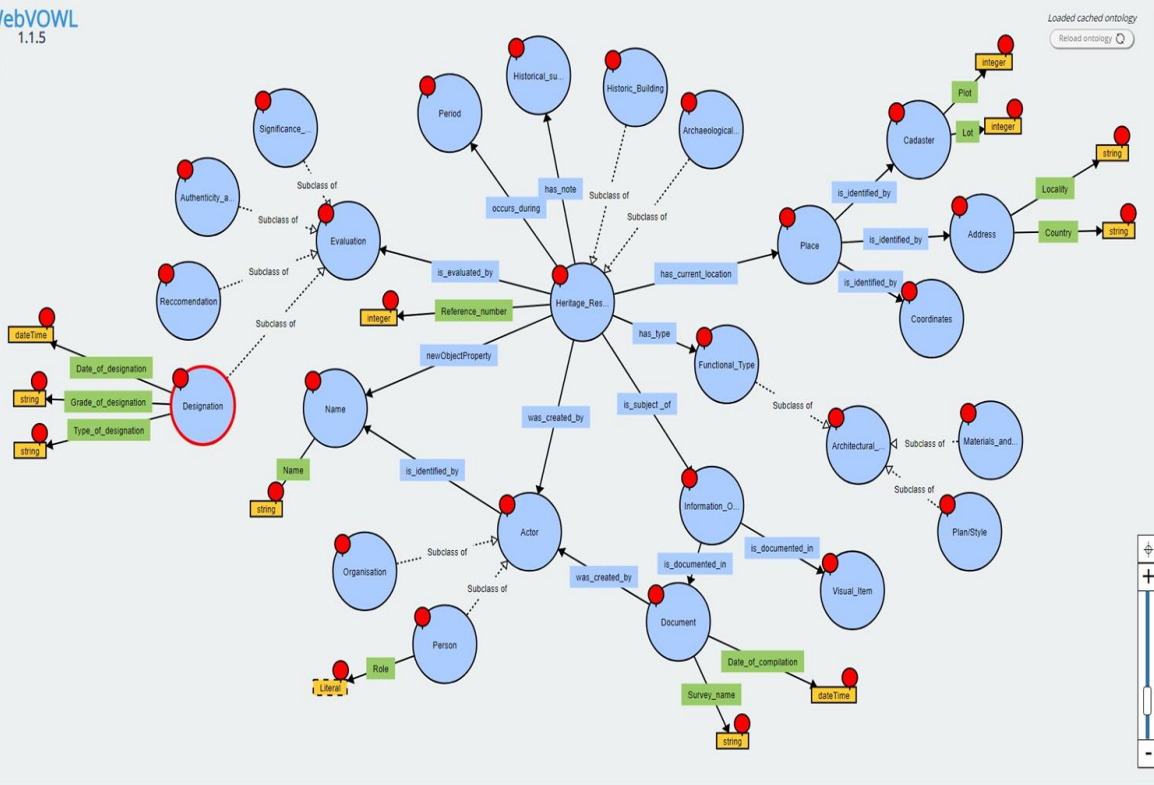 WebVOWL
1.1.5
Loaded cached ontology
Reload ontology
Historical_su...
Historic_Building
Period
Significance_...
Archaeological...
Cadaster
integer
Plot
Lot
integer
string
Locality
Authenticity_a...
Subclass of
has_note
Subclass of
is_identified_by
occurs_during
Subclass of
Subclass of
Address
Country
string
Evaluation
Place
is_identified_by
Subclass of
is_evaluated_by
has_current_location
is_identified_by
Reccomendation
Heritage_Res...
Coordinates
integer
Reference_number
Subclass of
dateTime
has_type
newObjectProperty
Functional_Type
Date_of_designation
string
Grade_of_designation
Designation
Name
is_subject _of
Subclass of
was_created_by
Type_of_designation
string
Architectural_...
Subclass of
Materials_and...
Name
is_identified_by
Subclass of
string
Information_O...
Actor
Plan/Style
Organisation
Subclass of
is_documented_in
is_documented_in
was_created_by
Subclass of
Visual_Item
Document
Person
Role
Literal
Date_of_compilation
Survey_name
dateTime
string